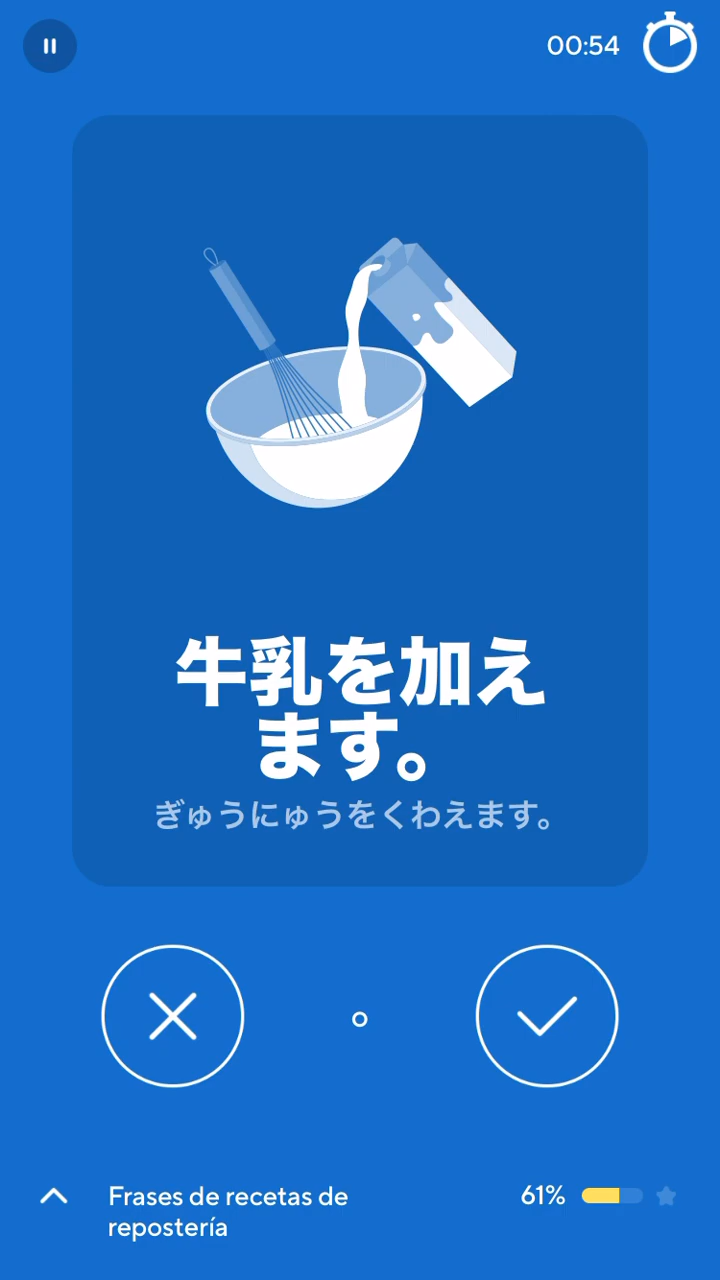 00:54
牛乳を加え
ます。
ぎゅうにゅうをくわえます。
Frases de recetas de
repostería
61%